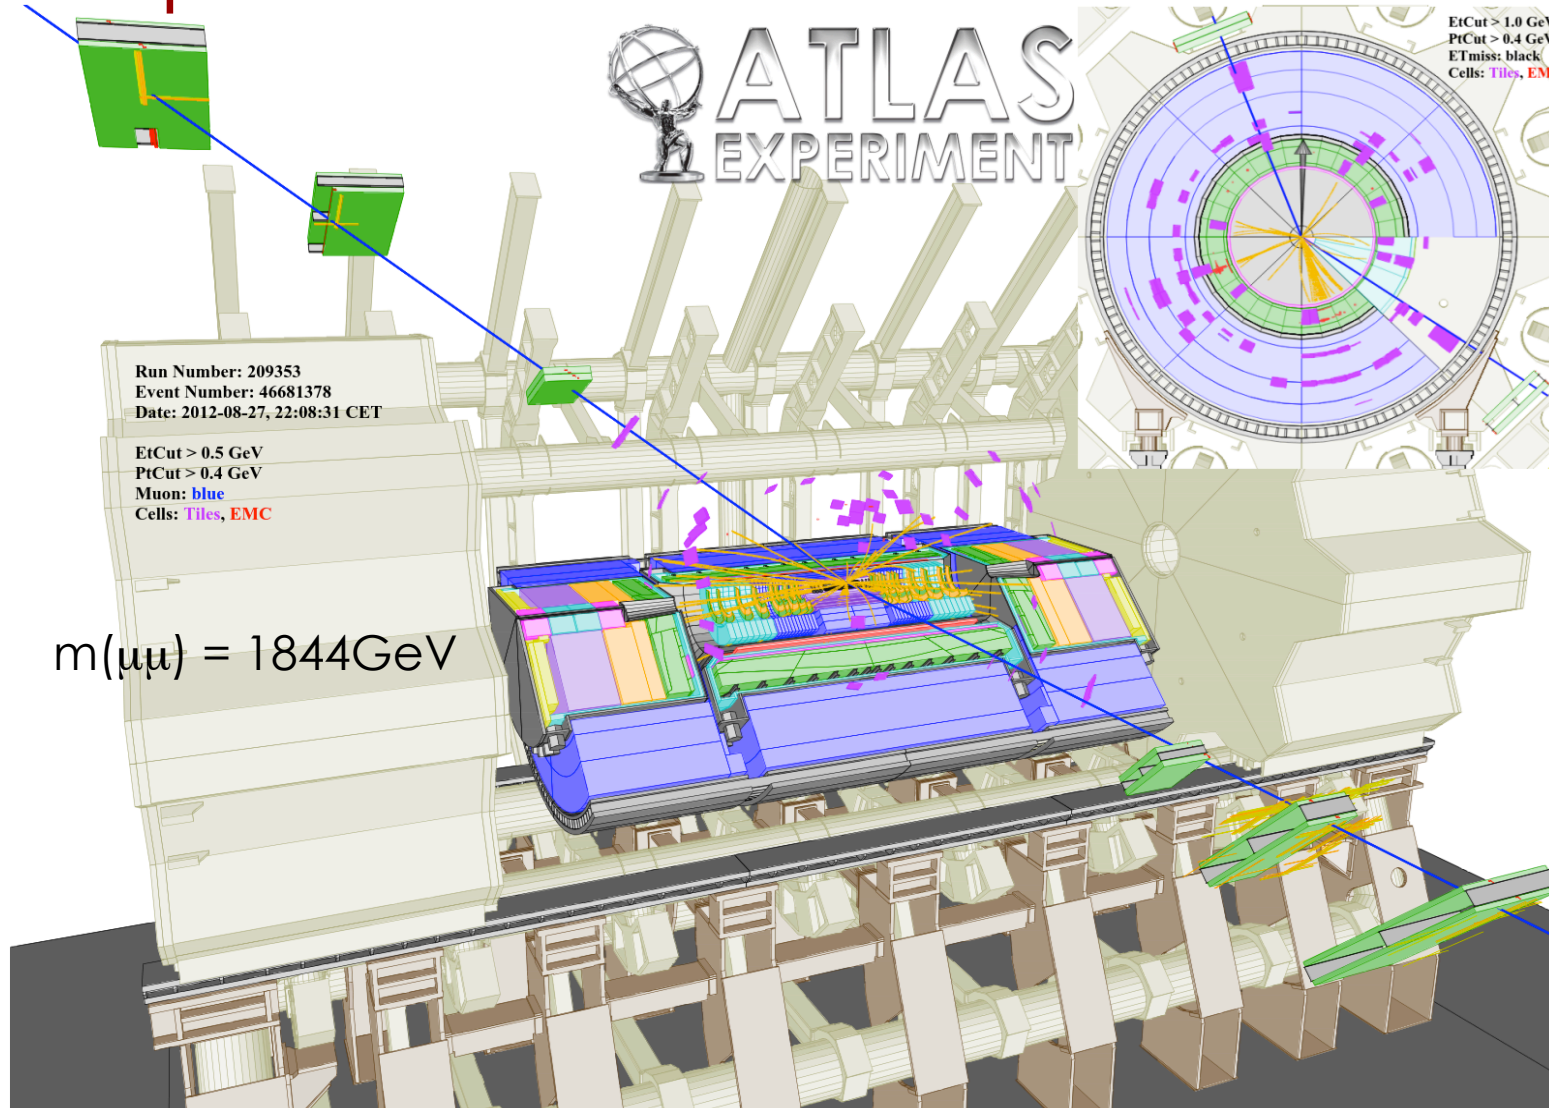 ATLAS
EXPERIMENT
EtCut > 1.0 GeV
PtCut > 0.4 GeV
ETmiss: black
Cells: Tiles, EM
Run Number: 209353
Event Number: 46681378
Date: 2012-08-27, 22:08:31 CET
EtCut > 0.5 GeV
PtCut > 0.4 GeV
Muon: blue
Cells: Tiles, EMC
m(μμ) = 1844GeV